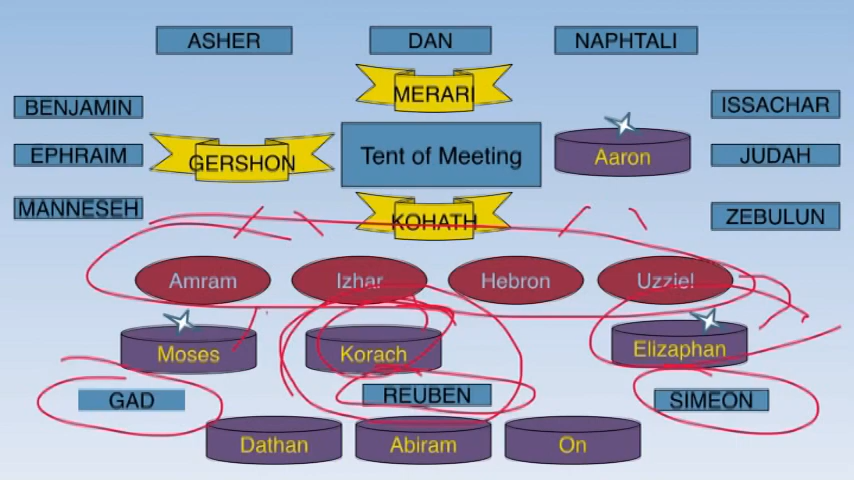 ASHER
DAN
NAPHTALI
MERARI
BENJAMIN
ISSACHAR
GERSHON
EPHRAIM
Tent of Meeting
Aaron
JUDAH
MANNESEH
KOHATH
ZEBULUN
Amram
Izhar
Hebron
Uzziel
Moses
Korach
Elizaphan
GAD
REUBEN
SIMEON
Dathan
Abiram
On